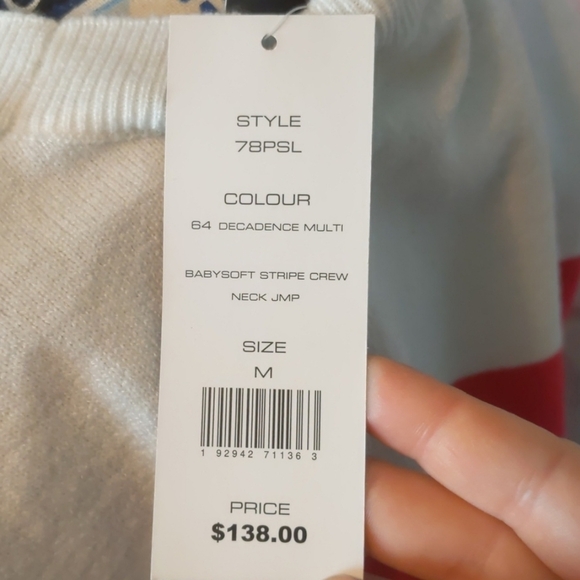 STYLE
78PSL
COLOUR
64 DECADENCE MULTI
BABYSOFT STRIPE CREW
NECK JMP
SIZE
M
1 92942 71136 3
PRICE
$138.00